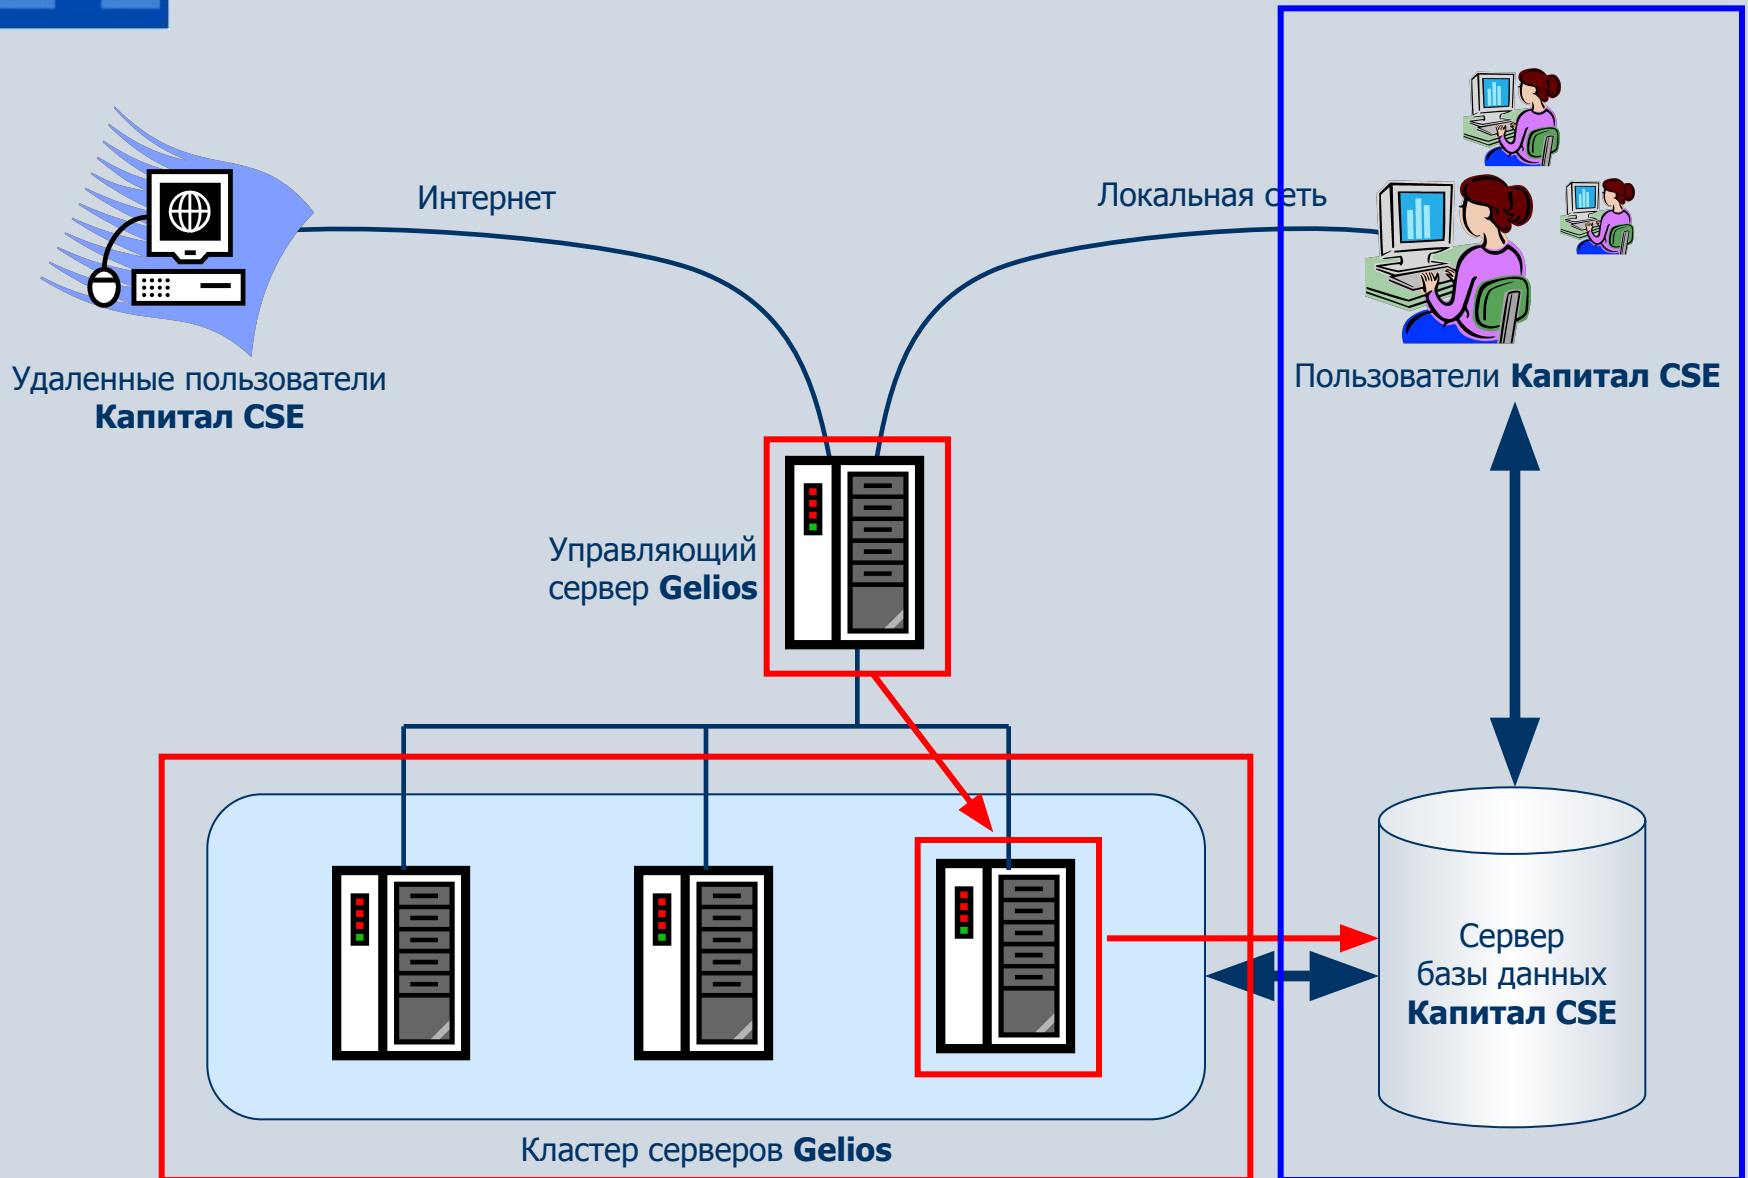 Интернет
Локальная сеть
Удаленные пользователи
Капитал CSE
Пользователи Капитал CSE
Управляющий
сервер Gelios
Сервер
базы данных
Капитал CSE
Кластер серверов Gelios